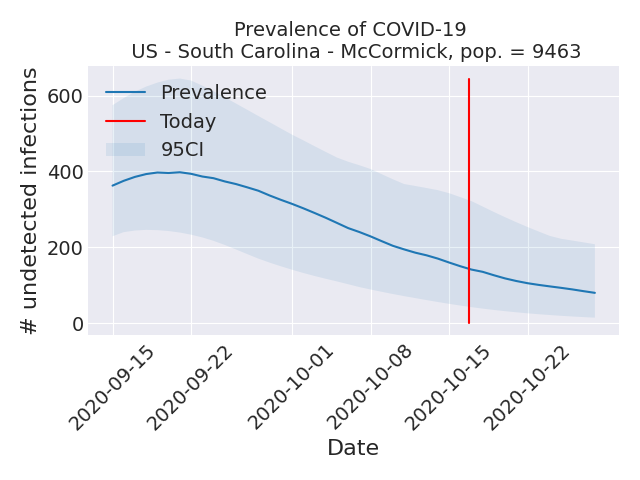 Prevalence of COVID-19
US - South Carolina - McCormick, pop. = 9463
# undetected infections
600
400
200
0
Prevalence
Today
95CI
2020-09-15
2020-09-22
2020-10-01
2020-10-08
2020-10-15
2020-10-22
Date